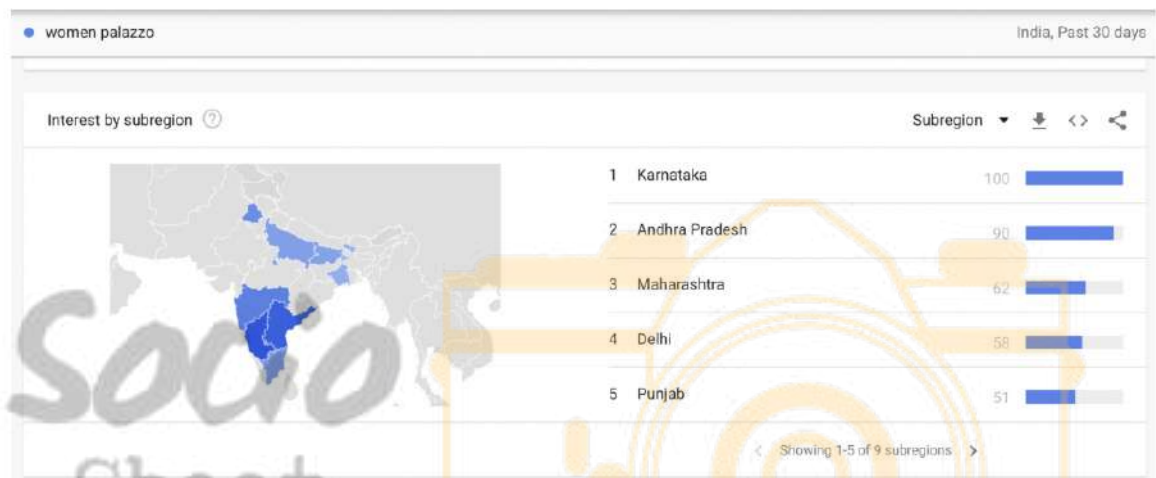 women palazzo
India, Past 30 days
Interest by subregion ?
Subregion
1 Karnataka 100
2 Andhra Pradesh 90
3 Maharashtra 62
4 Delhi 58
5 Punjab 51
Showing 1-5 of 9 subregions
Socio